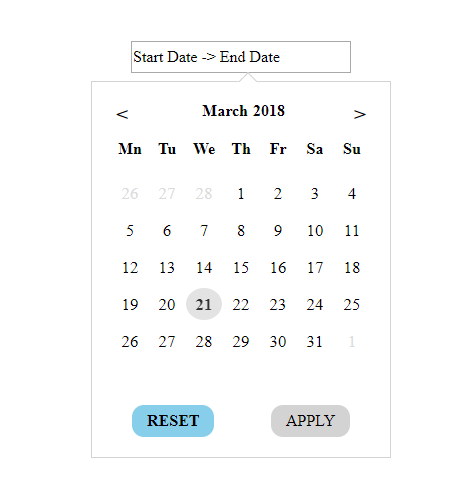 Start Date -> End Date
< March 2018 >
Mn Tu We Th Fr Sa Su
26 27 28 1 2 3 4
5 6 7 8 9 10 11
12 13 14 15 16 17 18
19 20 21 22 23 24 25
26 27 28 29 30 31 1
RESET APPLY